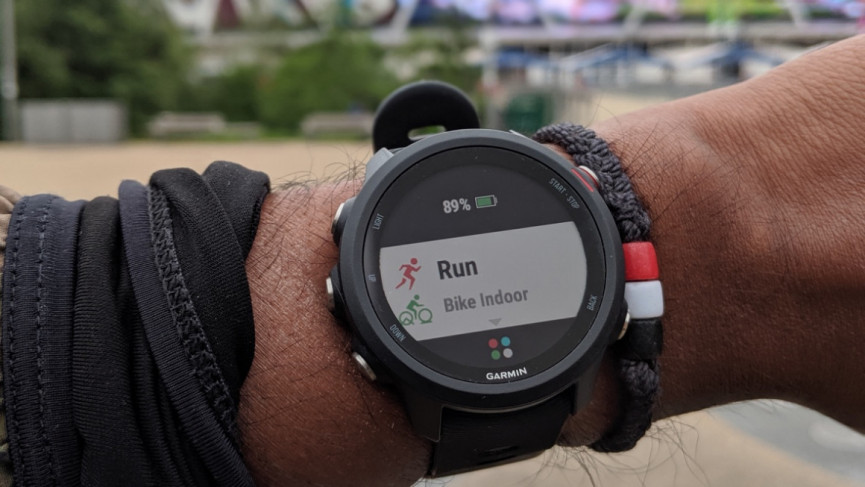 START · STOP
89%
LIGHT
Run
UP
Bike Indoor
BACK
DOWN
GARMIN